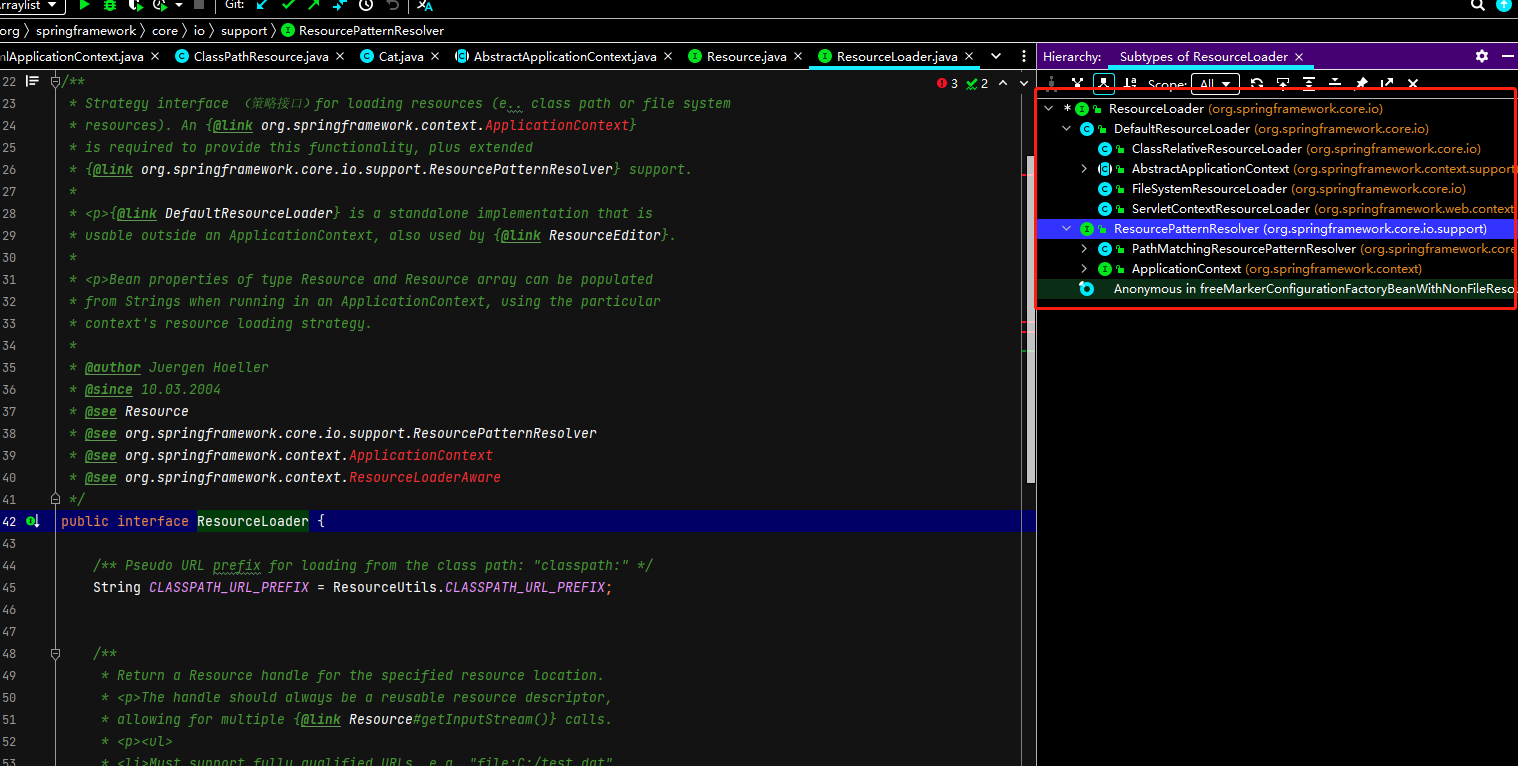 rraylist
Git:
org springframework core io support ResourcePatternResolver
mlApplicationContext.java ClassPathResource.java Cat.java AbstractApplicationContext.java Resource.java ResourceLoader.java
22 /**
23 * Strategy interface （策略接口）for loading resources (e.. class path or file system
24 * resources). An {@link org.springframework.context.ApplicationContext}
25 * is required to provide this functionality, plus extended
26 * {@link org.springframework.core.io.support.ResourcePatternResolver} support.
27 *
28 * <p>{@link DefaultResourceLoader} is a standalone implementation that is
29 * usable outside an ApplicationContext, also used by {@link ResourceEditor}.
30 *
31 * <p>Bean properties of type Resource and Resource array can be populated
32 * from Strings when running in an ApplicationContext, using the particular
33 * context's resource loading strategy.
34 *
35 * @author Juergen Hoeller
36 * @since 10.03.2004
37 * @see Resource
38 * @see org.springframework.core.io.support.ResourcePatternResolver
39 * @see org.springframework.context.ApplicationContext
40 * @see org.springframework.context.ResourceLoaderAware
41 */
42 public interface ResourceLoader {
43
44 /** Pseudo URL prefix for loading from the class path: "classpath:" */
45 String CLASSPATH_URL_PREFIX = ResourceUtils.CLASSPATH_URL_PREFIX;
46
47
48 /**
49 * Return a Resource handle for the specified resource location.
50 * <p>The handle should always be a reusable resource descriptor,
51 * allowing for multiple {@link Resource#getInputStream()} calls.
52 * <p><ul>
53 * <li>Must support fully qualified URLs, e.g. "file:C:/test.dat".
3 2
Hierarchy: Subtypes of ResourceLoader
Scope: All
* ResourceLoader (org.springframework.core.io)
DefaultResourceLoader (org.springframework.core.io)
ClassRelativeResourceLoader (org.springframework.core.io)
AbstractApplicationContext (org.springframework.context.support
FileSystemResourceLoader (org.springframework.core.io)
ServletContextResourceLoader (org.springframework.web.context
ResourcePatternResolver (org.springframework.core.io.support)
PathMatchingResourcePatternResolver (org.springframework.core
ApplicationContext (org.springframework.context)
Anonymous in freeMarkerConfigurationFactoryBeanWithNonFileReso